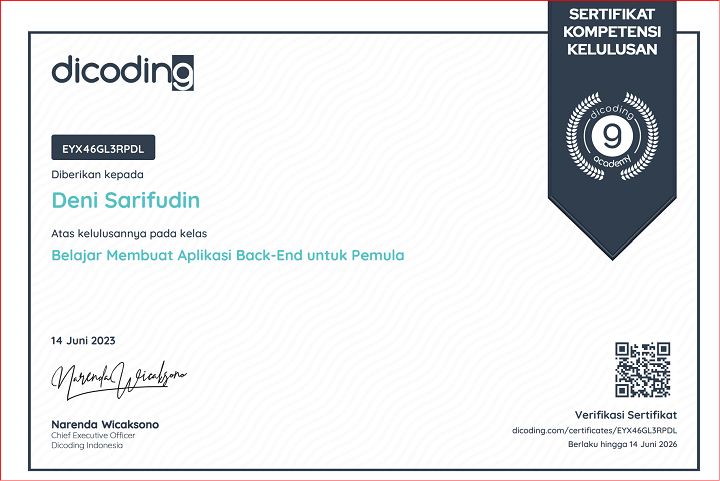 SERTIFIKAT
KOMPETENSI
KELULUSAN
dicoding
dicoding
academy
EYX46GL3RPDL
Diberikan kepada
Deni Sarifudin
Atas kelulusannya pada kelas
Belajar Membuat Aplikasi Back-End untuk Pemula
14 Juni 2023
Narenda Wicaksono
Narenda Wicaksono
Chief Executive Officer
Dicoding Indonesia
Verifikasi Sertifikat
dicoding.com/certificates/EYX46GL3RPDL
Berlaku hingga 14 Juni 2026